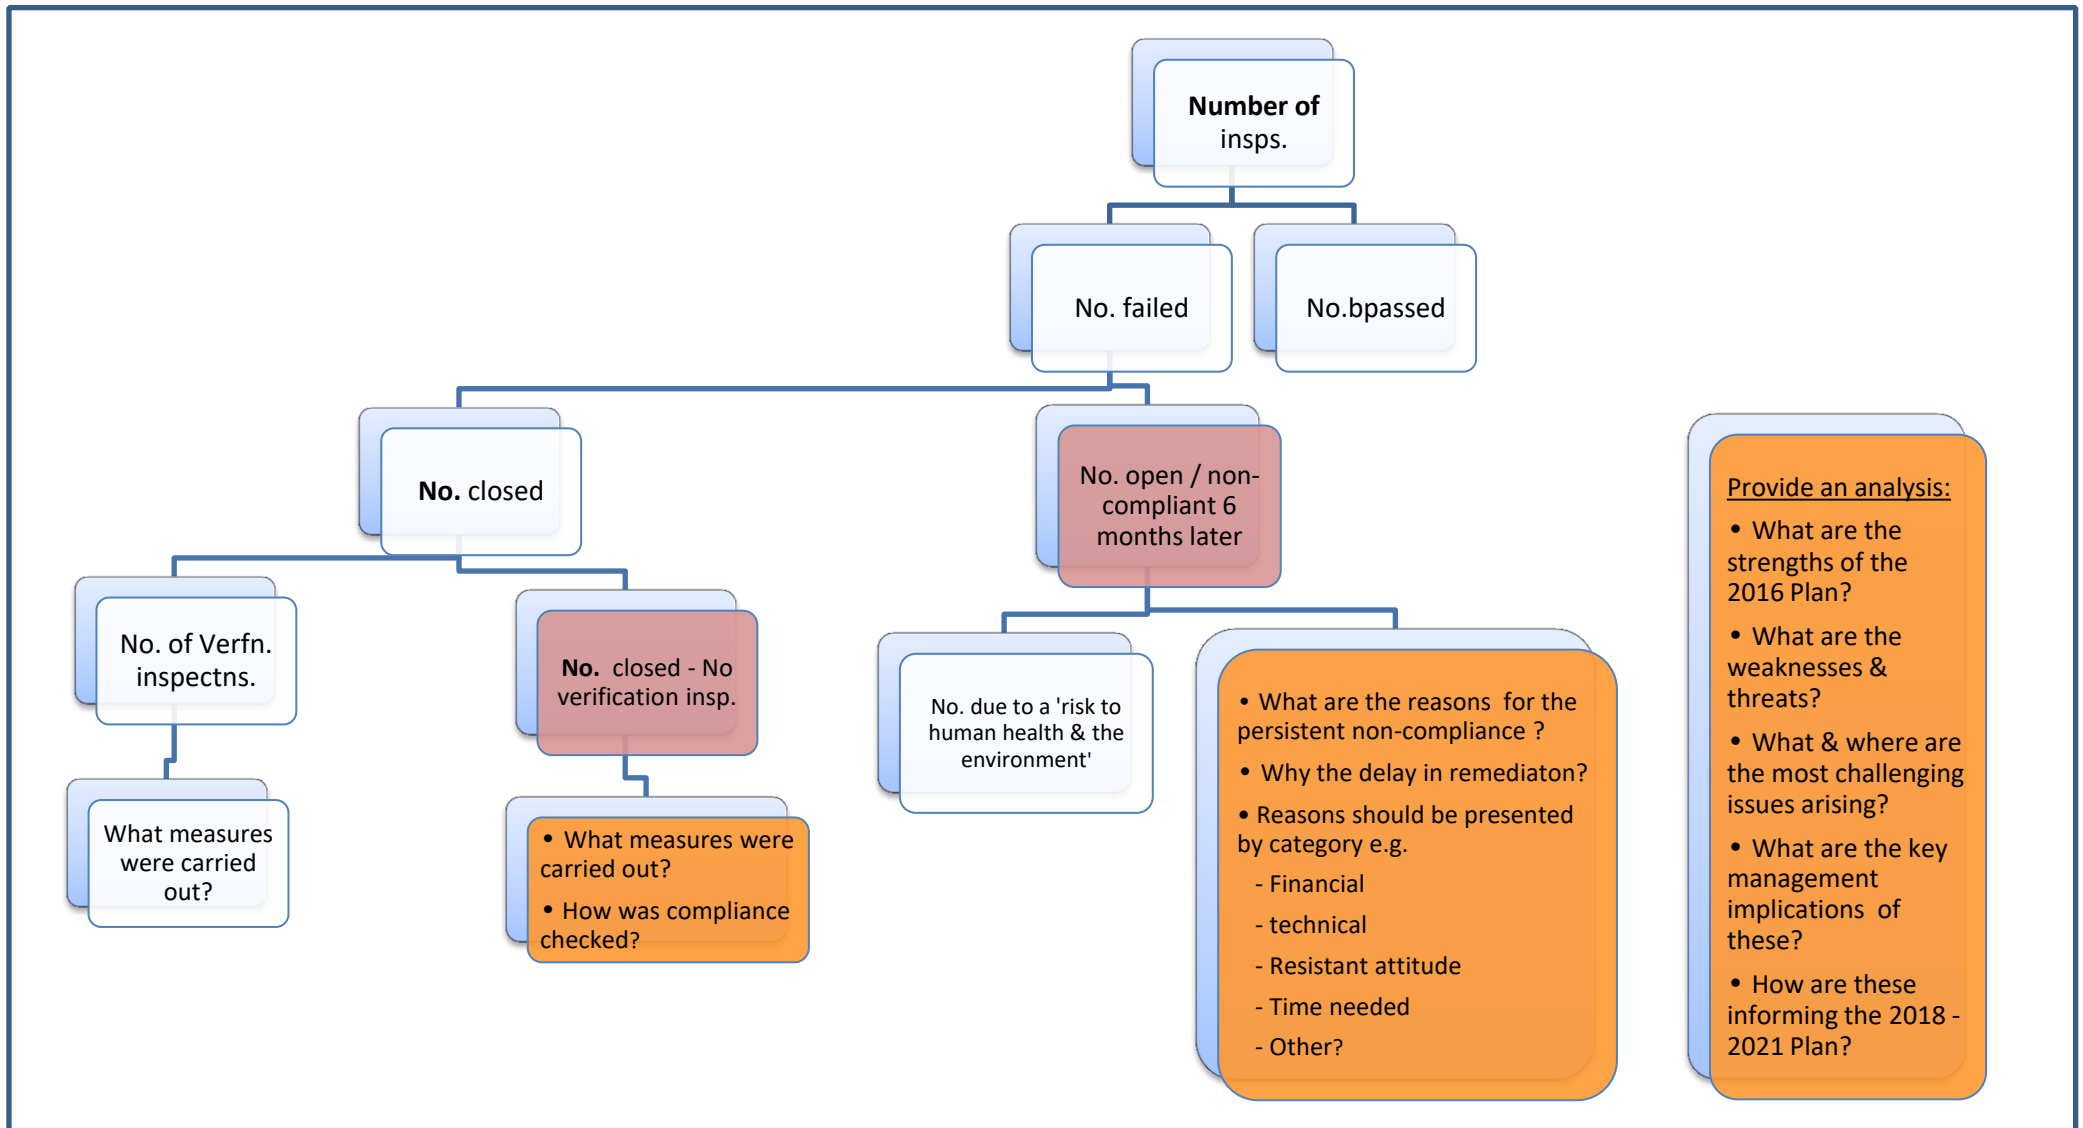 Number of
insps.
No. failed
No.bpassed
No. closed
No. open / non-
compliant 6
months later
No. of Verfn.
inspectns.
No.  closed - No
verification insp.
No. due to a 'risk to
human health & the
environment'
What measures
were carried
out?
• What measures were
carried out?
• How was compliance
checked?
• What are the reasons  for the
persistent non-compliance ?
• Why the delay in remediaton?
• Reasons should be presented
by category e.g.
- Financial
- technical
- Resistant attitude
- Time needed
- Other?
Provide an analysis:
• What are the
strengths of the
2016 Plan?
• What are the
weaknesses &
threats?
• What & where are
the most challenging
issues arising?
• What are the key
management
implications  of
these?
• How are these
informing the 2018 -
2021 Plan?